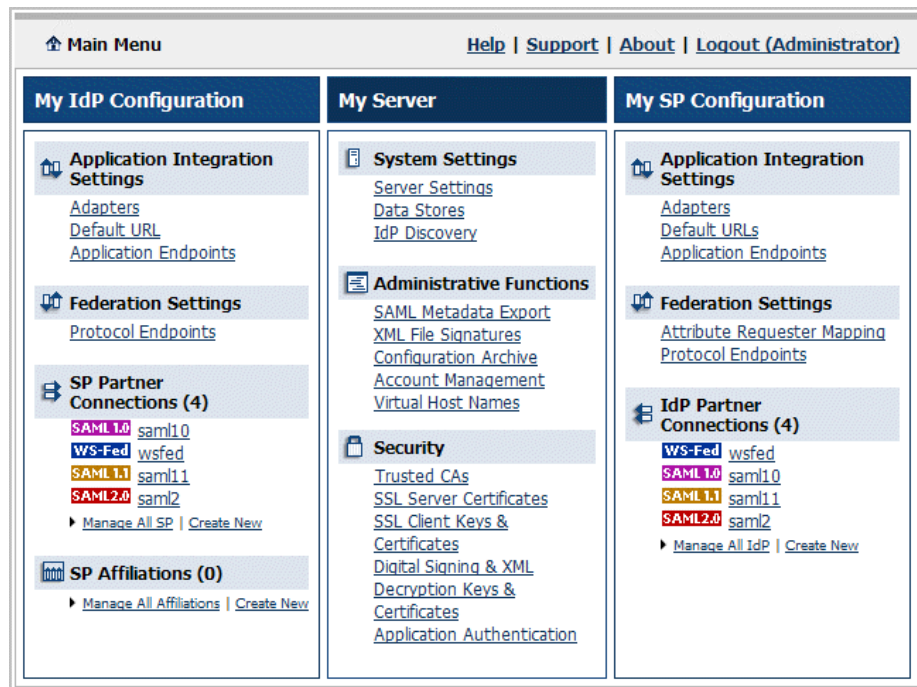 Main Menu
Help | Support | About | Logout (Administrator)
My IdP Configuration
Application Integration
Settings
Adapters
Default URL
Application Endpoints
Federation Settings
Protocol Endpoints
SP Partner
Connections (4)
SAML 1.0 saml10
WS-Fed wsfed
SAML 1.1 saml11
SAML2.0 saml2
Manage All SP | Create New
SP Affiliations (0)
Manage All Affiliations | Create New
My Server
System Settings
Server Settings
Data Stores
IdP Discovery
Administrative Functions
SAML Metadata Export
XML File Signatures
Configuration Archive
Account Management
Virtual Host Names
Security
Trusted CAs
SSL Server Certificates
SSL Client Keys &
Certificates
Digital Signing & XML
Decryption Keys &
Certificates
Application Authentication
My SP Configuration
Application Integration
Settings
Adapters
Default URLs
Application Endpoints
Federation Settings
Attribute Requester Mapping
Protocol Endpoints
IdP Partner
Connections (4)
WS-Fed wsfed
SAML 1.0 saml10
SAML 1.1 saml11
SAML2.0 saml2
Manage All IdP | Create New